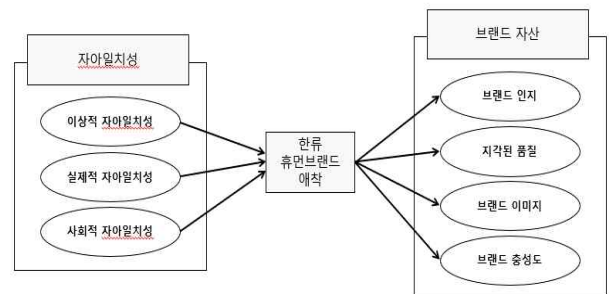 자아일치성
이상적 자아일치성
실제적 자아일치성
사회적 자아일치성
한류
휴먼브랜드
애착
브랜드 자산
브랜드 인지
지각된 품질
브랜드 이미지
브랜드 충성도